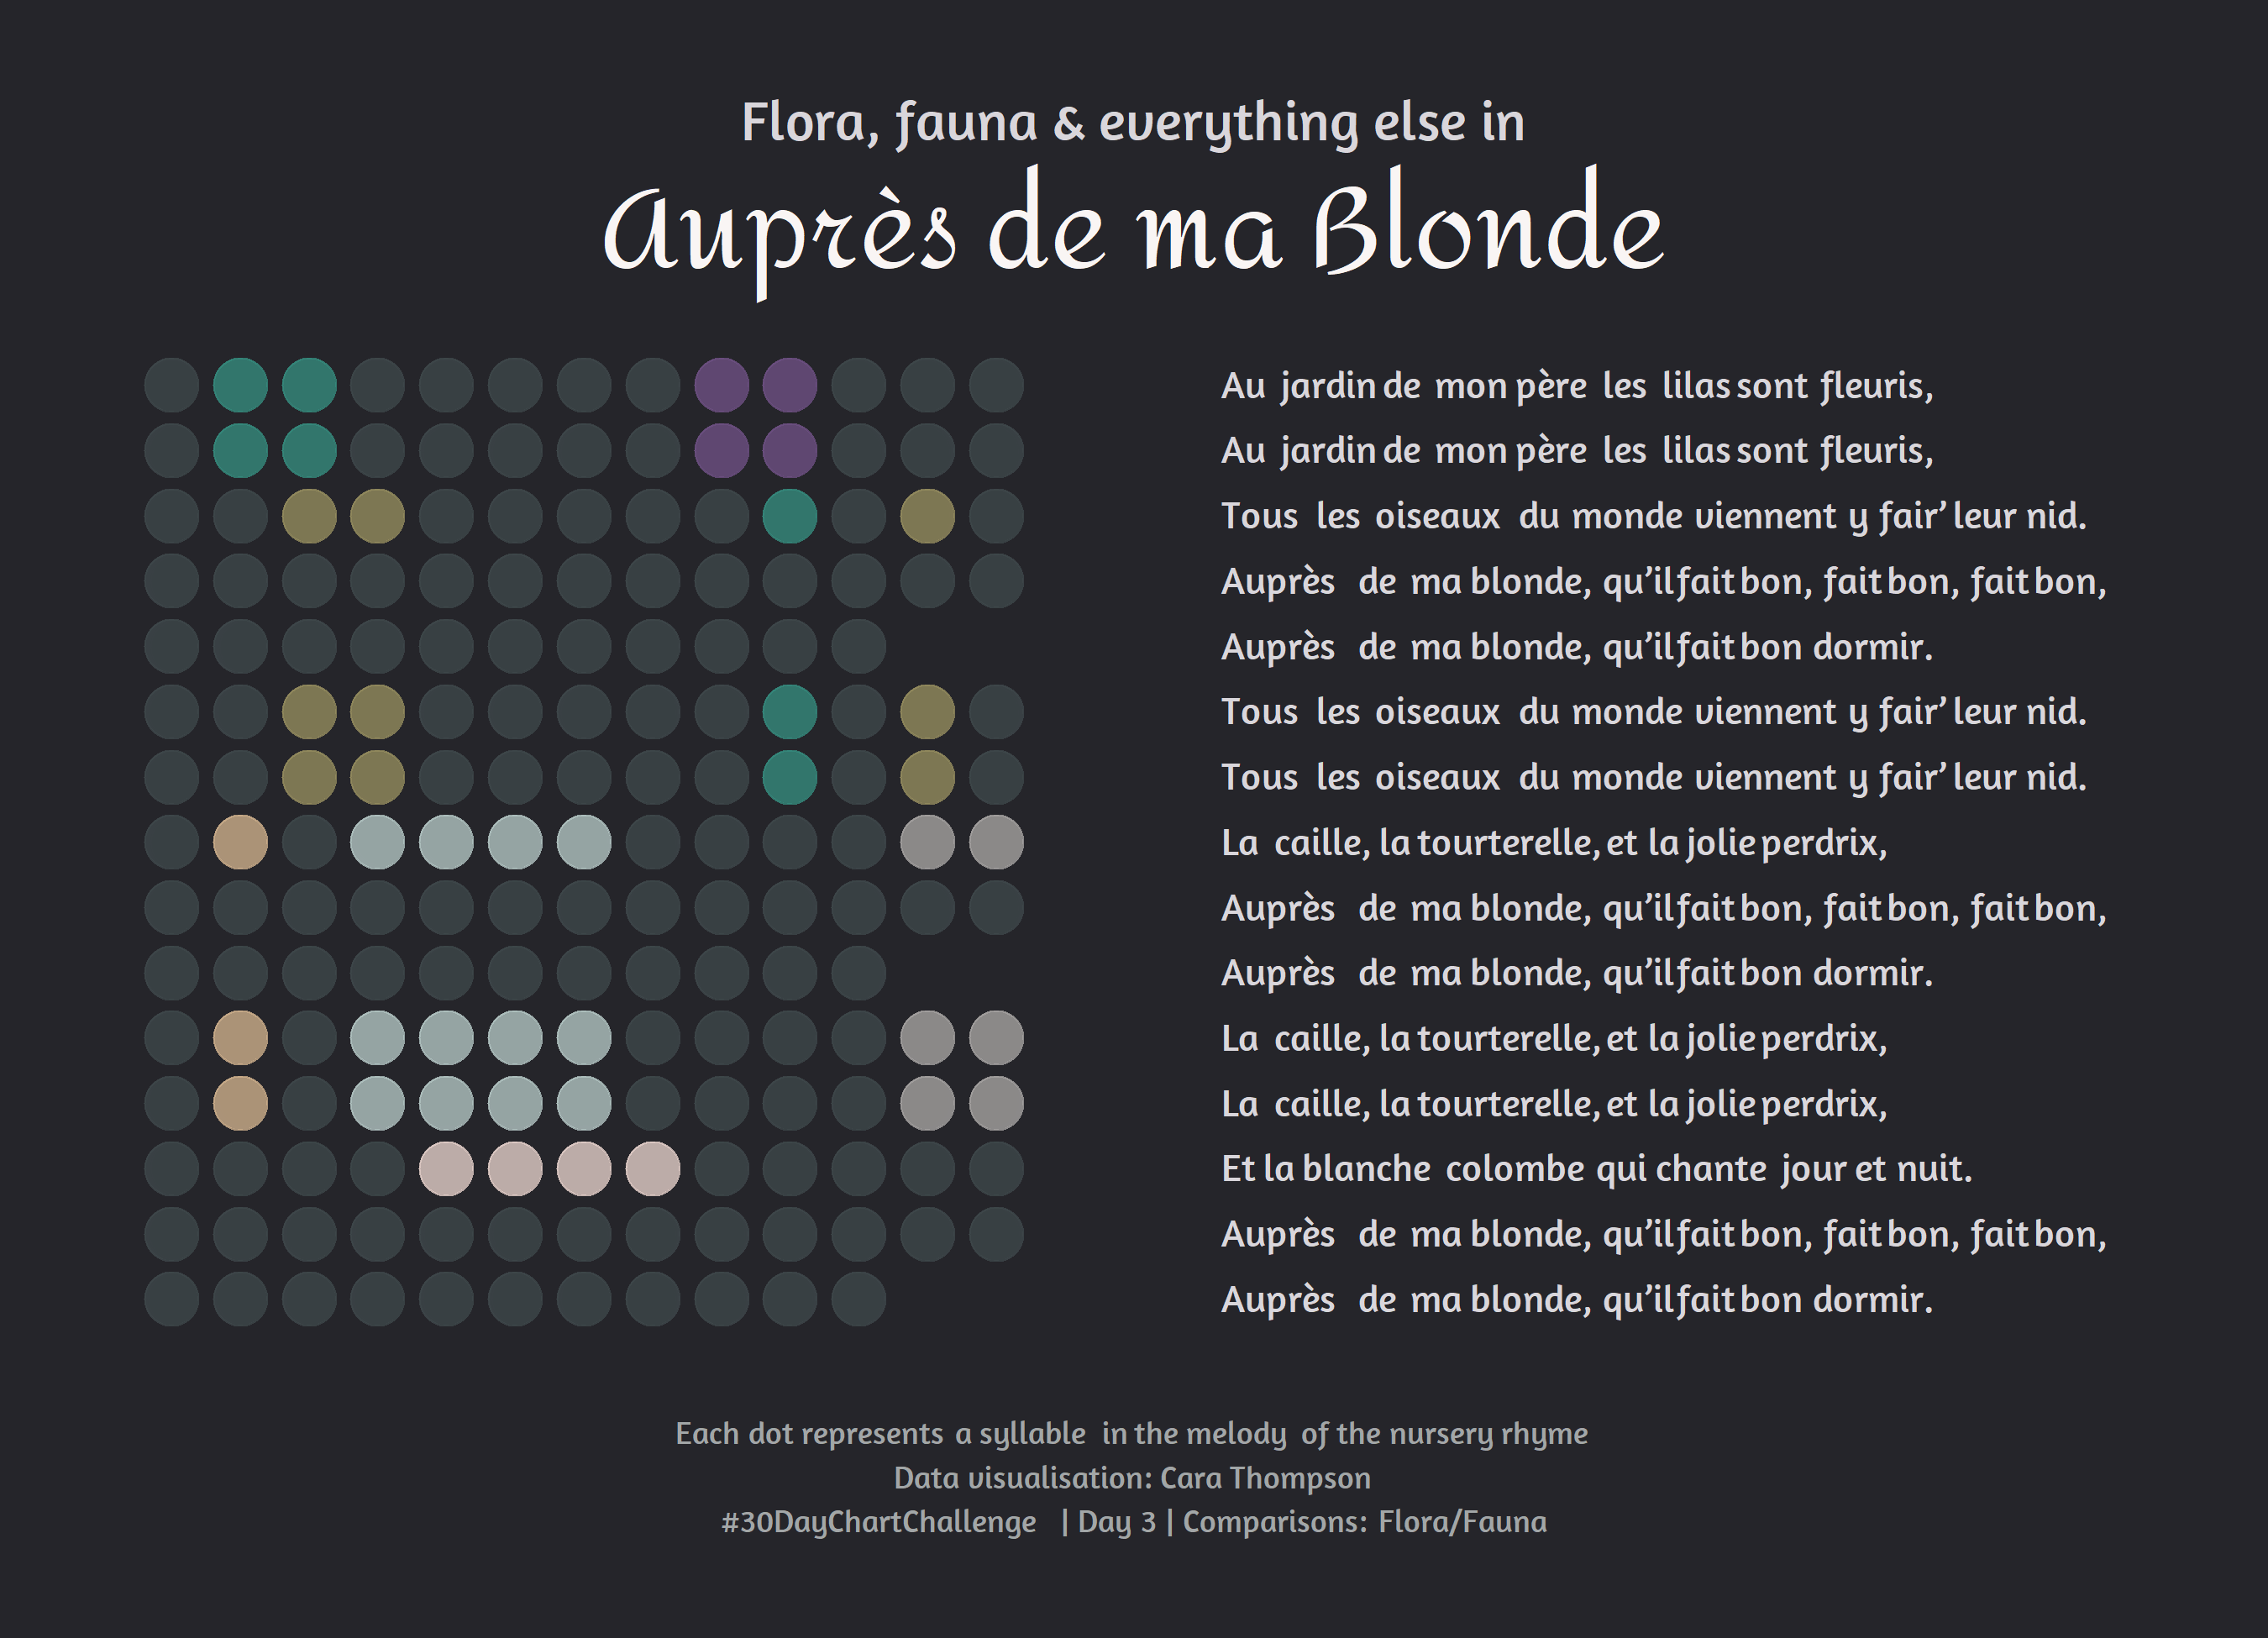 Flora, fauna & everything else in
Auprès de ma Blonde
Au jardin de mon père les lilas sont fleuris,
Au jardin de mon père les lilas sont fleuris,
Tous les oiseaux du monde viennent y fair’ leur nid.
Auprès de ma blonde, qu’il fait bon, fait bon, fait bon,
Auprès de ma blonde, qu’il fait bon dormir.
Tous les oiseaux du monde viennent y fair’ leur nid.
Tous les oiseaux du monde viennent y fair’ leur nid.
La caille, la tourterelle, et la jolie perdrix,
Auprès de ma blonde, qu’il fait bon, fait bon, fait bon,
Auprès de ma blonde, qu’il fait bon dormir.
La caille, la tourterelle, et la jolie perdrix,
La caille, la tourterelle, et la jolie perdrix,
Et la blanche colombe qui chante jour et nuit.
Auprès de ma blonde, qu’il fait bon, fait bon, fait bon,
Auprès de ma blonde, qu’il fait bon dormir.
Each dot represents a syllable in the melody of the nursery rhyme
Data visualisation: Cara Thompson
#30DayChartChallenge | Day 3 | Comparisons: Flora/Fauna